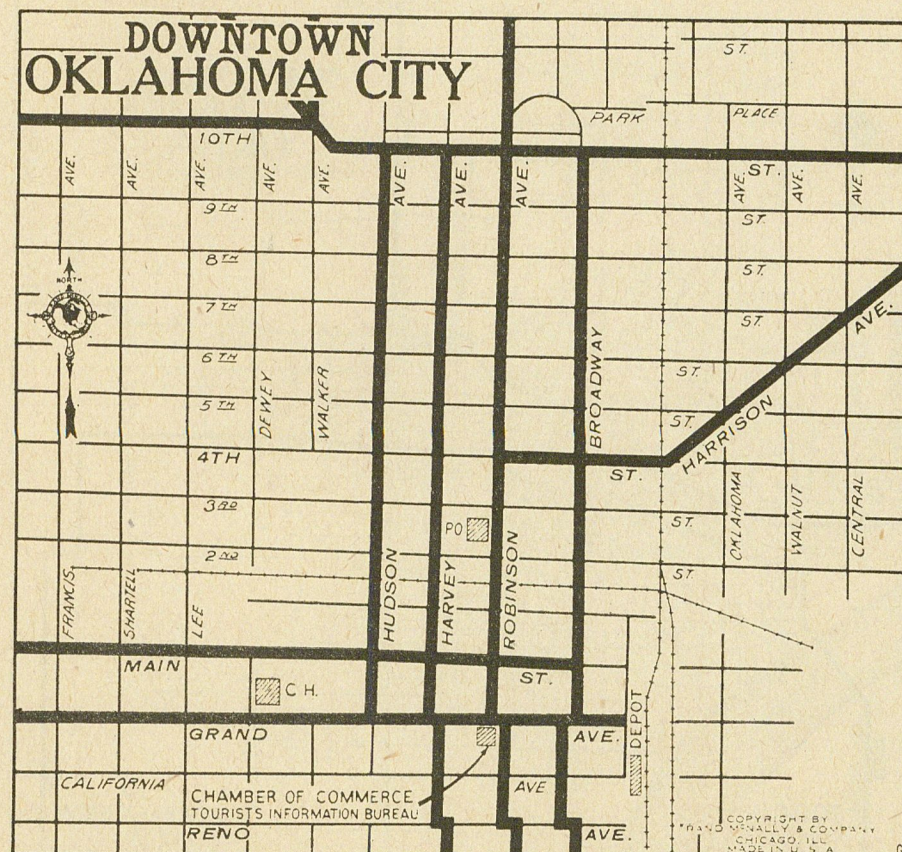 DOWNTOWN
OKLAHOMA CITY
ST.
PARK PLACE
10TH ST.
AVE. AVE. AVE. AVE. AVE. AVE. AVE. AVE. AVE. AVE. AVE.
9TH ST.
8TH ST.
NORTH
7TH ST.
AVE.
6TH ST.
5TH ST.
DEWEY
WALKER
BROADWAY
HARRISON
4TH ST.
3RD ST.
PO
OKLAHOMA
WALNUT
CENTRAL
2ND ST.
FRANCIS
SHARTELL
LEE
HUDSON
HARVEY
ROBINSON
MAIN ST.
C H.
DEPOT
GRAND AVE.
CALIFORNIA AVE
CHAMBER OF COMMERCE
TOURISTS INFORMATION BUREAU
RENO AVE.
COPYRIGHT BY
RAND MCNALLY & COMPANY
CHICAGO, ILL.
MADE IN U. S. A.